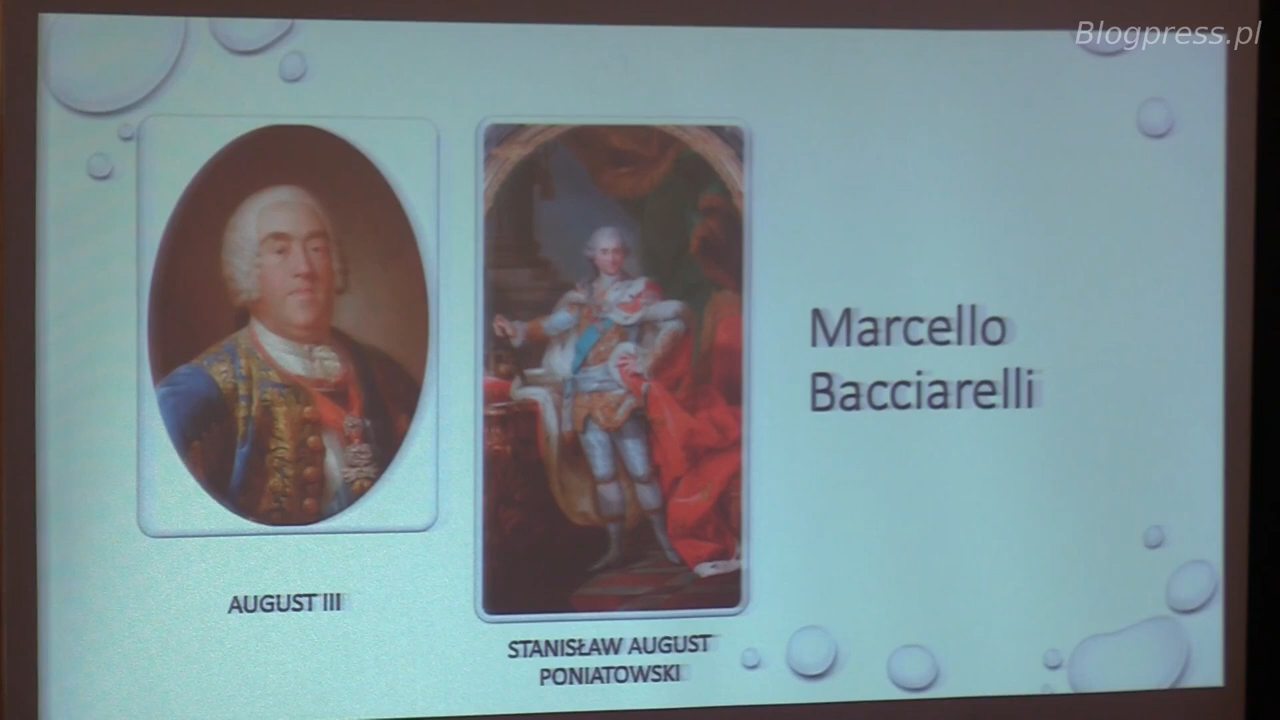 Blogpress.pl
Marcello
Bacciarelli
AUGUST III
STANISŁAW AUGUST
PONIATOWSKI